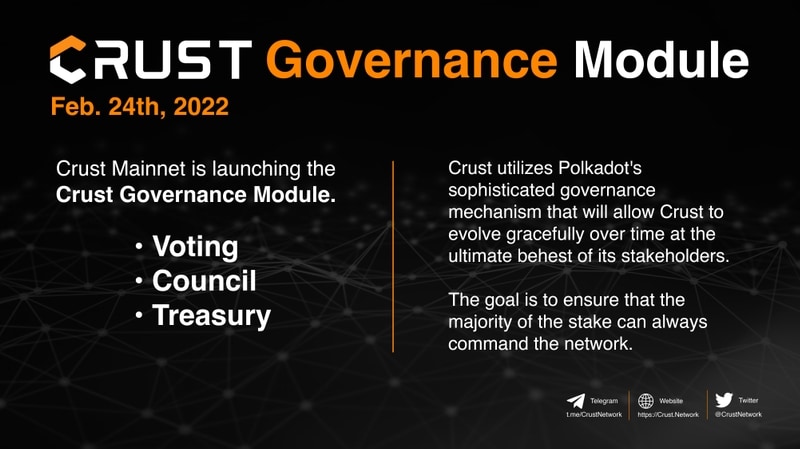 CRUST Governance Module
Feb. 24th, 2022
Crust Mainnet is launching the
Crust Governance Module.
• Voting
• Council
• Treasury
Crust utilizes Polkadot's
sophisticated governance
mechanism that will allow Crust to
evolve gracefully over time at the
ultimate behest of its stakeholders.
The goal is to ensure that the
majority of the stake can always
command the network.
Telegram
t.me/CrustNetwork
Website
https://Crust.Network
Twitter
@CrustNetwork